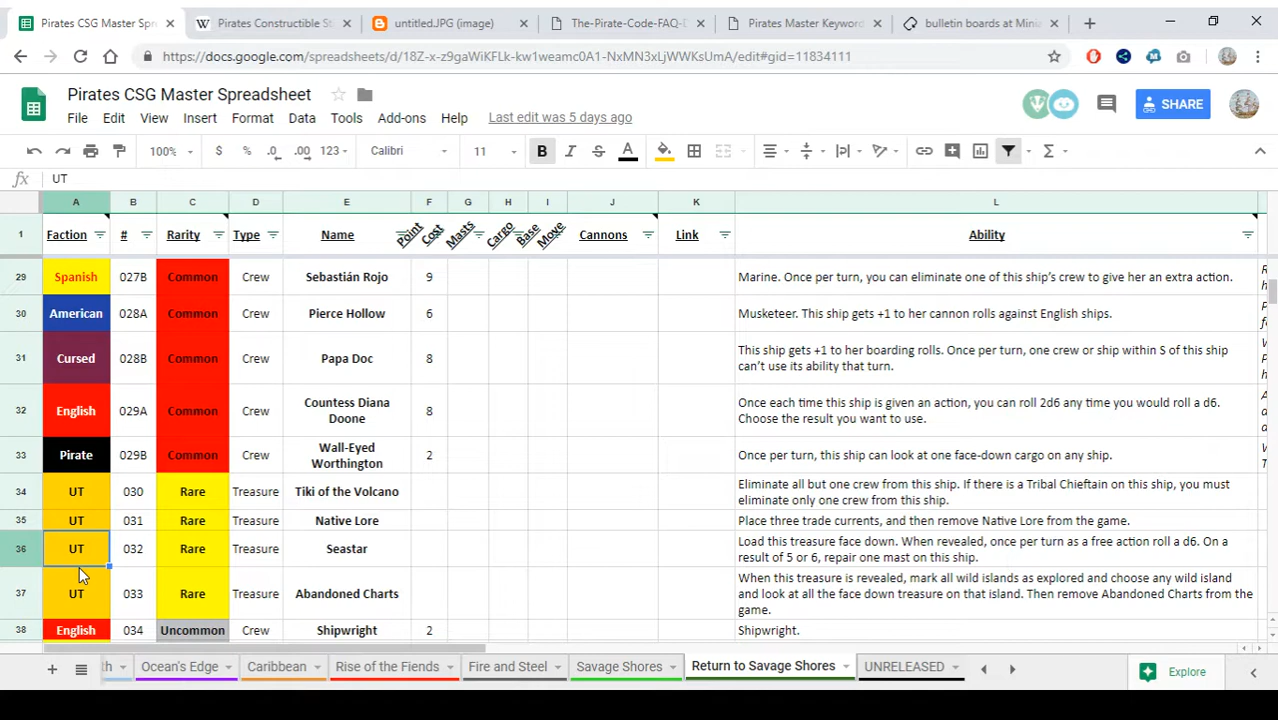 Pirates CSG Master Spr
Pirates Constructible St
untitled.JPG (image)
The-Pirate-Code-FAQ-
Pirates Master Keyword
bulletin boards at Minia
https://docs.google.com/spreadsheets/d/18Z-x-z9gaWiKFLk-kw1weamc0A1-NxMN3xLjWWKsUmA/edit#gid=11834111
Pirates CSG Master Spreadsheet
SHARE
File Edit View Insert Format Data Tools Add-ons Help Last edit was 5 days ago
100% $ % .0 .00 123 Calibri 11 B I S A
fx UT
A B C D E F G H I J K L
1 Faction # Rarity Type Name Point Cost Masts Cargo Base Move Cannons Link Ability
29 Spanish 027B Common Crew Sebastián Rojo 9 Marine. Once per turn, you can eliminate one of this ship's crew to give her an extra action.
30 American 028A Common Crew Pierce Hollow 6 Musketeer. This ship gets +1 to her cannon rolls against English ships.
31 Cursed 028B Common Crew Papa Doc 8 This ship gets +1 to her boarding rolls. Once per turn, one crew or ship within S of this ship
can't use its ability that turn.
32 English 029A Common Crew Countess Diana
Doone 8 Once each time this ship is given an action, you can roll 2d6 any time you would roll a d6.
Choose the result you want to use.
33 Pirate 029B Common Crew Wall-Eyed
Worthington 2 Once per turn, this ship can look at one face-down cargo on any ship.
34 UT 030 Rare Treasure Tiki of the Volcano Eliminate all but one crew from this ship. If there is a Tribal Chieftain on this ship, you must
eliminate only one crew from this ship.
35 UT 031 Rare Treasure Native Lore Place three trade currents, and then remove Native Lore from the game.
36 UT 032 Rare Treasure Seastar Load this treasure face down. When revealed, once per turn as a free action roll a d6. On a
result of 5 or 6, repair one mast on this ship.
37 UT 033 Rare Treasure Abandoned Charts When this treasure is revealed, mark all wild islands as explored and choose any wild island
and look at all the face down treasure on that island. Then remove Abandoned Charts from the
game.
38 English 034 Uncommon Crew Shipwright 2 Shipwright.
th Ocean's Edge Caribbean Rise of the Fiends Fire and Steel Savage Shores Return to Savage Shores UNRELEASED Explore